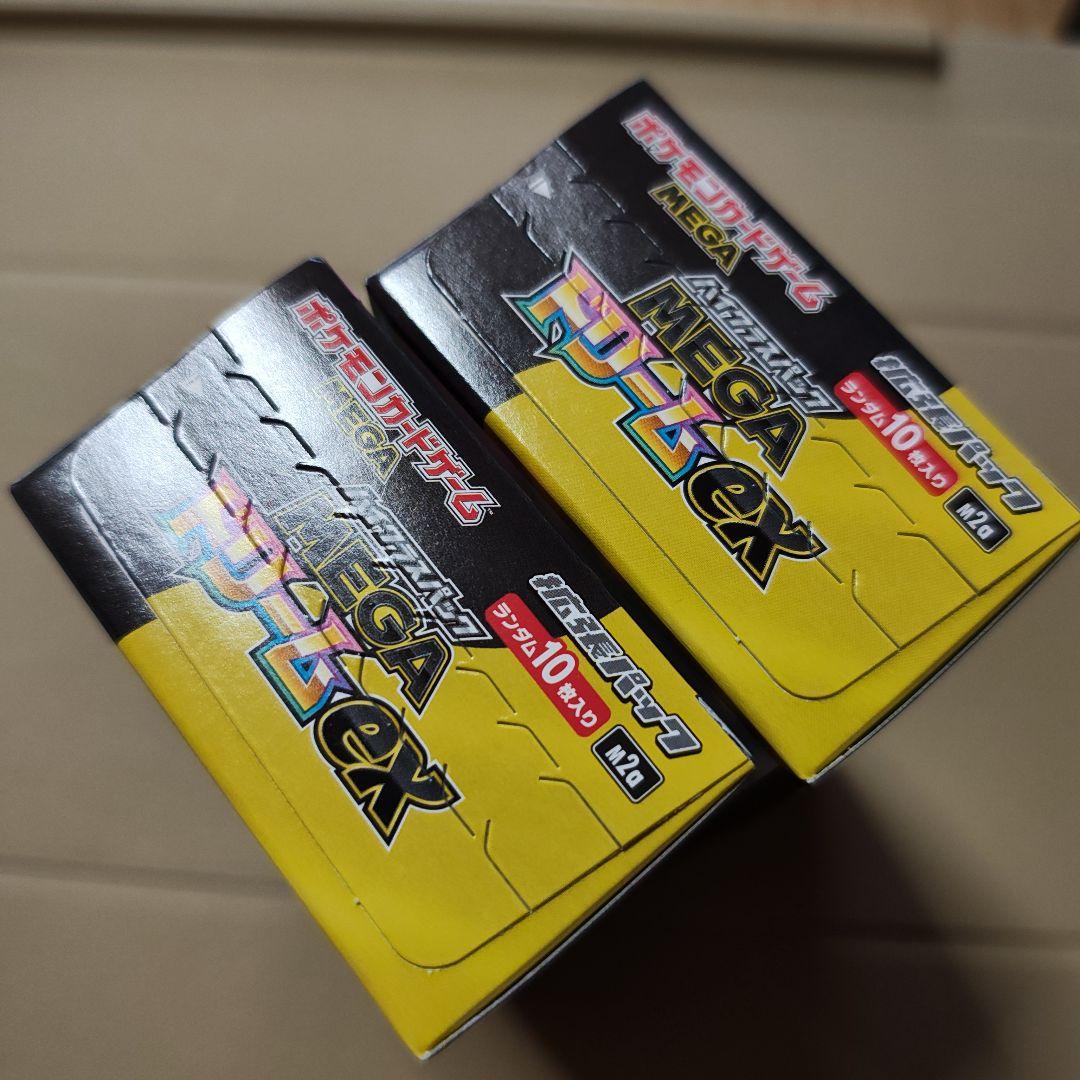 ポケモンカードゲーム
MEGA
ハイクラスパック
MEGA
ドリームex
拡張パック
ランダム10枚入り
M2a
ポケモンカードゲーム
MEGA
ハイクラスパック
MEGA
ドリームex
拡張パック
ランダム10枚入り
M2a